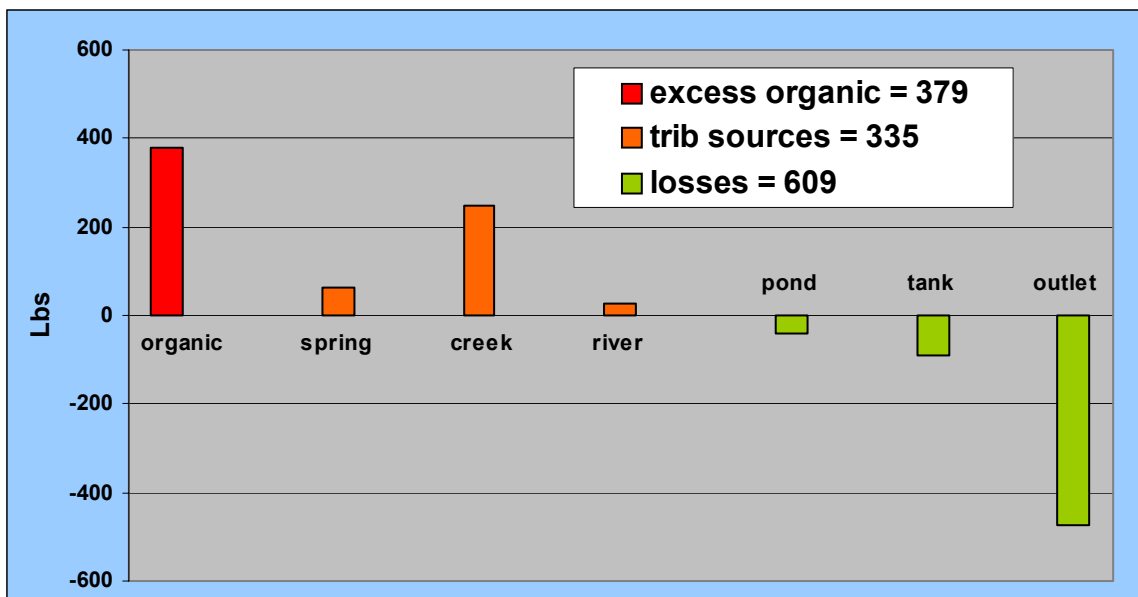 600
excess organic = 379
trib sources = 335
losses = 609
400
200
pond tank outlet
0
Lbs
organic spring creek river
-200
-400
-600